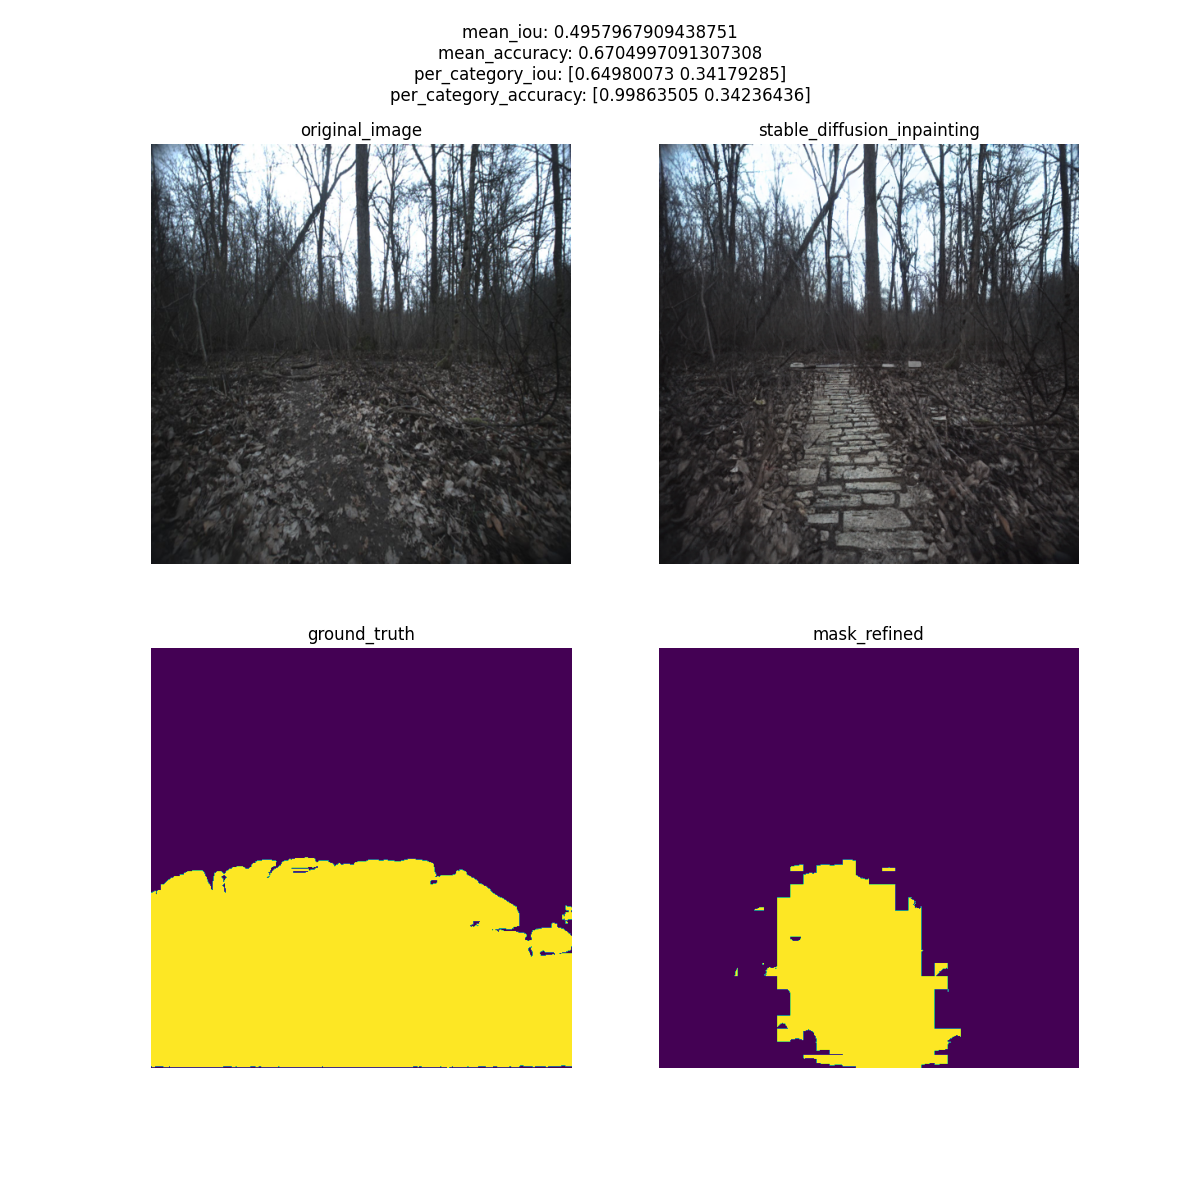 mean_iou: 0.4957967909438751
mean_accuracy: 0.6704997091307308
per_category_iou: [0.64980073 0.34179285]
per_category_accuracy: [0.99863505 0.34236436]
original_image
stable_diffusion_inpainting
ground_truth
mask_refined